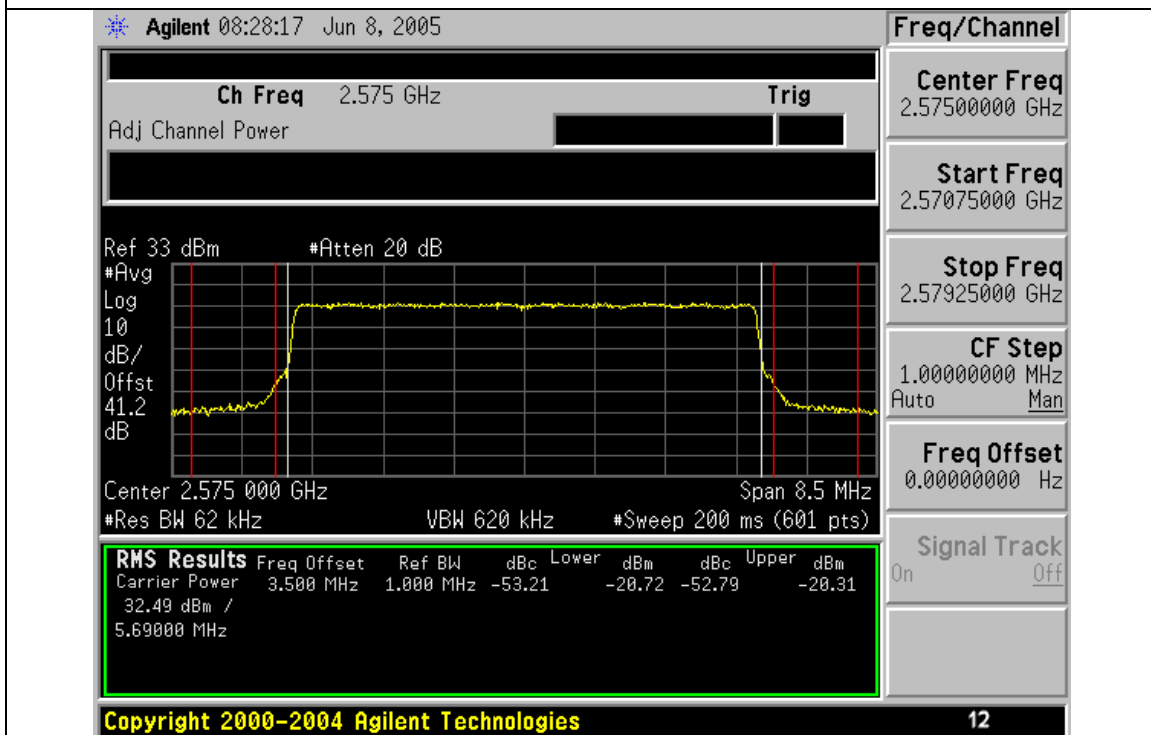 Agilent 08:28:17 Jun 8, 2005
Freq/Channel
Ch Freq 2.575 GHz Trig
Adj Channel Power
Center Freq
2.57500000 GHz
Start Freq
2.57075000 GHz
Stop Freq
2.57925000 GHz
CF Step
1.00000000 MHz
Auto Man
Freq Offset
0.00000000 Hz
Signal Track
On Off
Ref 33 dBm #Atten 20 dB
#Avg
Log
10
dB/
Offst
41.2
dB
Center 2.575 000 GHz Span 8.5 MHz
#Res BW 62 kHz VBW 620 kHz #Sweep 200 ms (601 pts)
RMS Results Freq Offset Ref BW dBc Lower dBm dBc Upper dBm
Carrier Power 3.500 MHz 1.000 MHz -53.21 -20.72 -52.79 -20.31
32.49 dBm /
5.69000 MHz
Copyright 2000-2004 Agilent Technologies 12